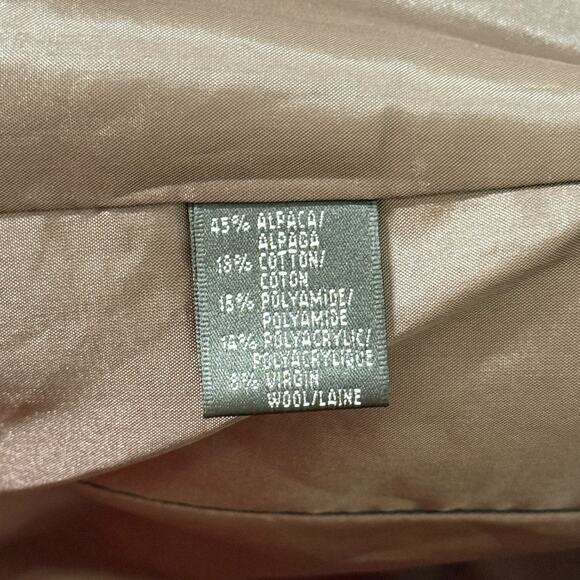 45% ALPACA/
ALPAGA
18% COTTON/
COTON
15% POLYAMIDE/
POLYAMIDE
14% POLYACRYLIC/
POLYACRYLIQUE
8% VIRGIN
WOOL/LAINE